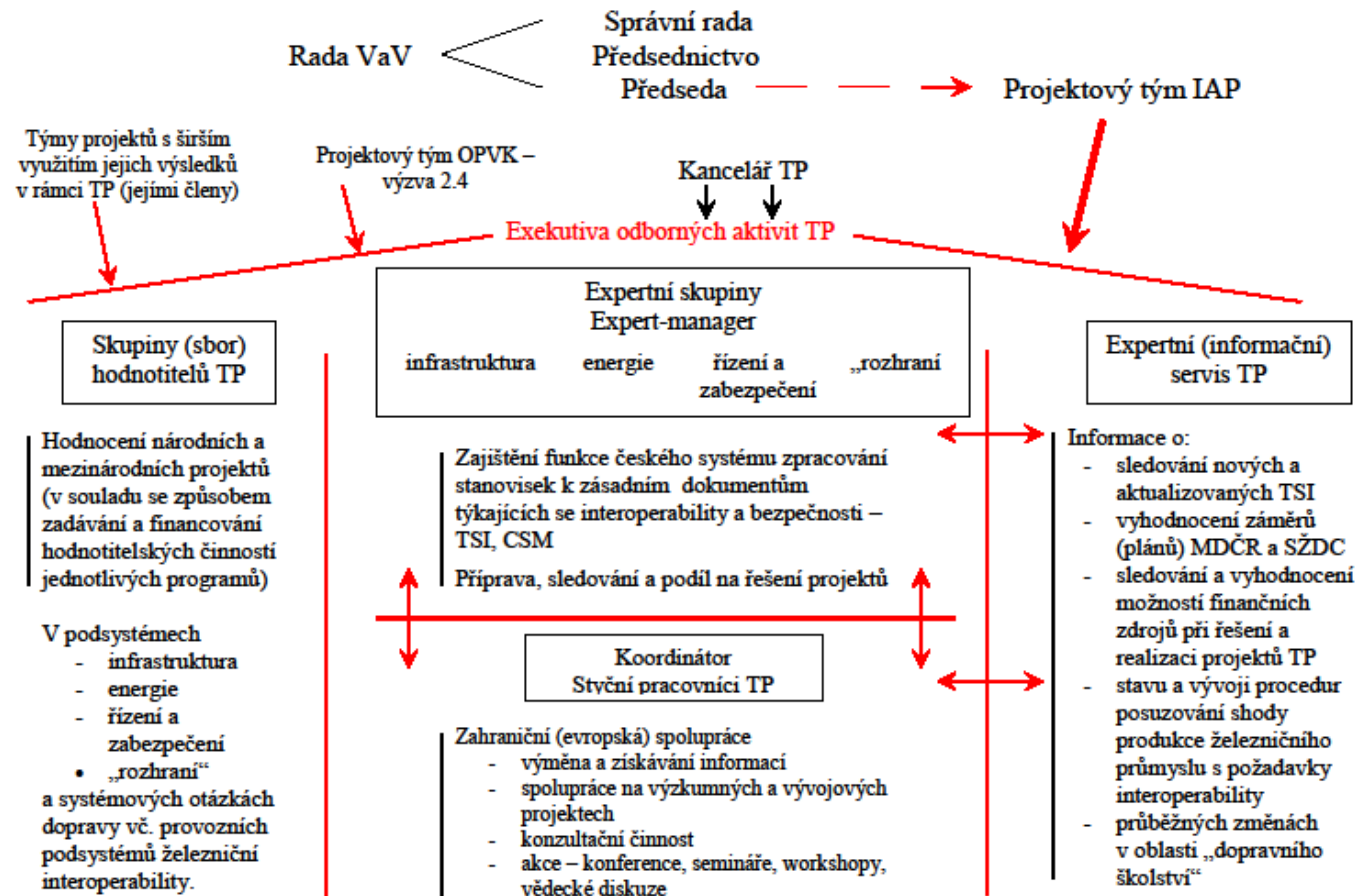 Správní rada
Rada VaV
Předsednictvo
Předseda
Projektový tým IAP
Týmy projektů s širším
využitím jejich výsledků
v rámci TP (jejími členy)
Projektový tým OPVK –
výzva 2.4
Kancelář TP
Exekutiva odborných aktivit TP
Skupiny (sbor)
hodnotitelů TP
Expertní skupiny
Expert-manager
infrastruktura energie řízení a „rozhraní
zabezpečení
Expertní (informační)
servis TP
Hodnocení národních a
mezinárodních projektů
(v souladu se způsobem
zadávání a financování
hodnotitelských činností
jednotlivých programů)
V podsystémech
- infrastruktura
- energie
- řízení a
zabezpečení
• „rozhraní“
a systémových otázkách
dopravy vč. provozních
podsystémů železniční
interoperability.
Zajištění funkce českého systému zpracování
stanovisek k zásadním dokumentům
týkajících se interoperability a bezpečnosti –
TSI, CSM
Příprava, sledování a podíl na řešení projektů
Koordinátor
Styční pracovníci TP
Zahraniční (evropská) spolupráce
- výměna a získávání informací
- spolupráce na výzkumných a vývojových
projektech
- konzultační činnost
- akce – konference, semináře, workshopy,
vědecké diskuze
Informace o:
- sledování nových a
aktualizovaných TSI
- vyhodnocení záměrů
(plánů) MDČR a SŽDC
- sledování a vyhodnocení
možností finančních
zdrojů při řešení a
realizaci projektů TP
- stavu a vývoji procedur
posuzování shody
produkce železničního
průmyslu s požadavky
interoperability
- průběžných změnách
v oblasti „dopravního
školství“